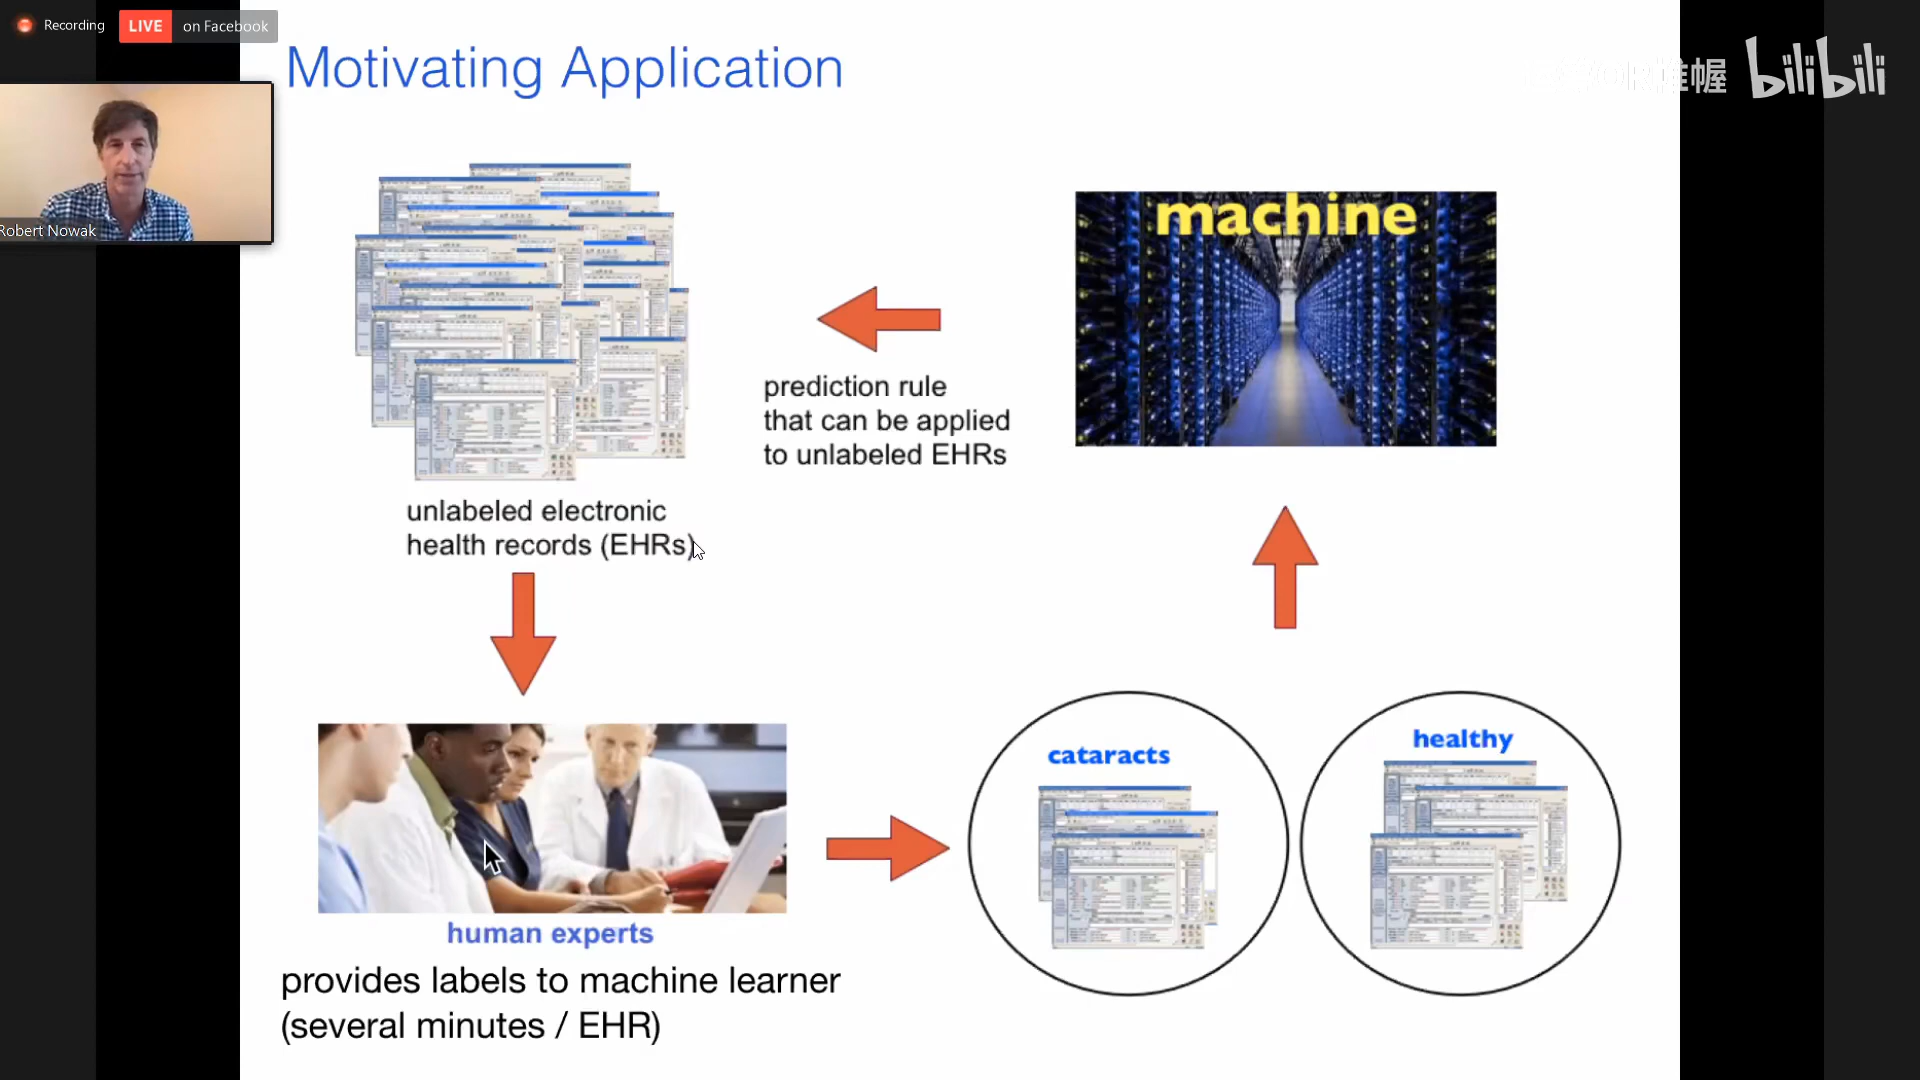 Recording
LIVE on Facebook
Motivating Application
bilibili
Robert Nowak
machine
prediction rule
that can be applied
to unlabeled EHRs
unlabeled electronic
health records (EHRs)
cataracts
healthy
human experts
provides labels to machine learner
(several minutes / EHR)